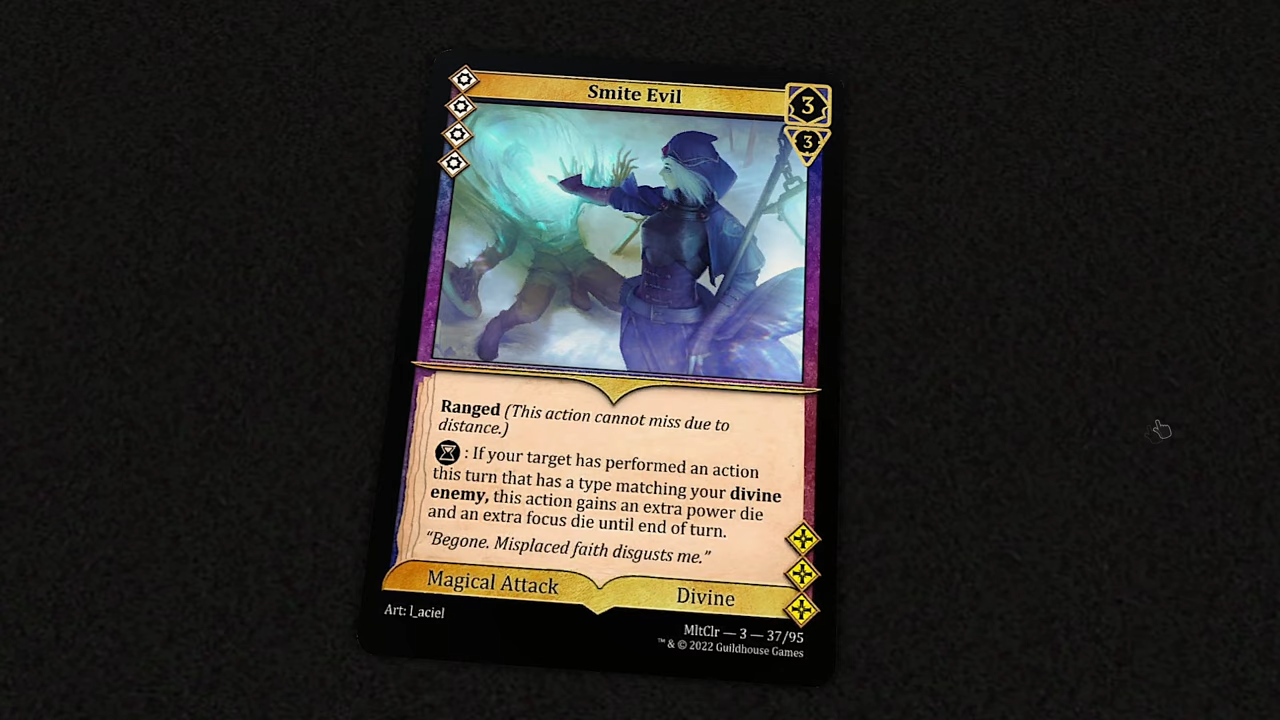 Smite Evil
3
3
Ranged (This action cannot miss due to
distance.)
: If your target has performed an action
this turn that has a type matching your divine
enemy, this action gains an extra power die
and an extra focus die until end of turn.
“Begone. Misplaced faith disgusts me.”
Magical Attack
Divine
Art: l_aciel
MltClr — 3 — 37/95
™ & © 2022 Guildhouse Games